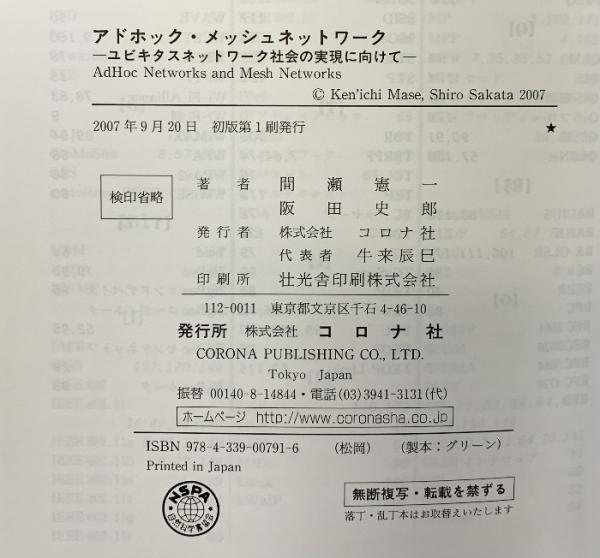 アドホック・メッシュネットワーク
―ユビキタスネットワーク社会の実現に向けて―
AdHoc Networks and Mesh Networks
© Ken'ichi Mase, Shiro Sakata 2007
2007年9月20日 初版第1刷発行 ★
検印省略
著者 間瀬憲一
阪田史郎
発行者 株式会社 コロナ社
代表者 牛来辰巳
印刷所 壮光舎印刷株式会社
112-0011 東京都文京区千石4-46-10
発行所 株式会社 コロナ社
CORONA PUBLISHING CO., LTD.
Tokyo Japan
振替 00140-8-14844・電話(03)3941-3131(代)
ホームページ http://www.coronasha.co.jp
ISBN 978-4-339-00791-6 (松岡) (製本：グリーン)
Printed in Japan
NSPA
自然科学書協会
無断複写・転載を禁ずる
落丁・乱丁本はお取替えいたします